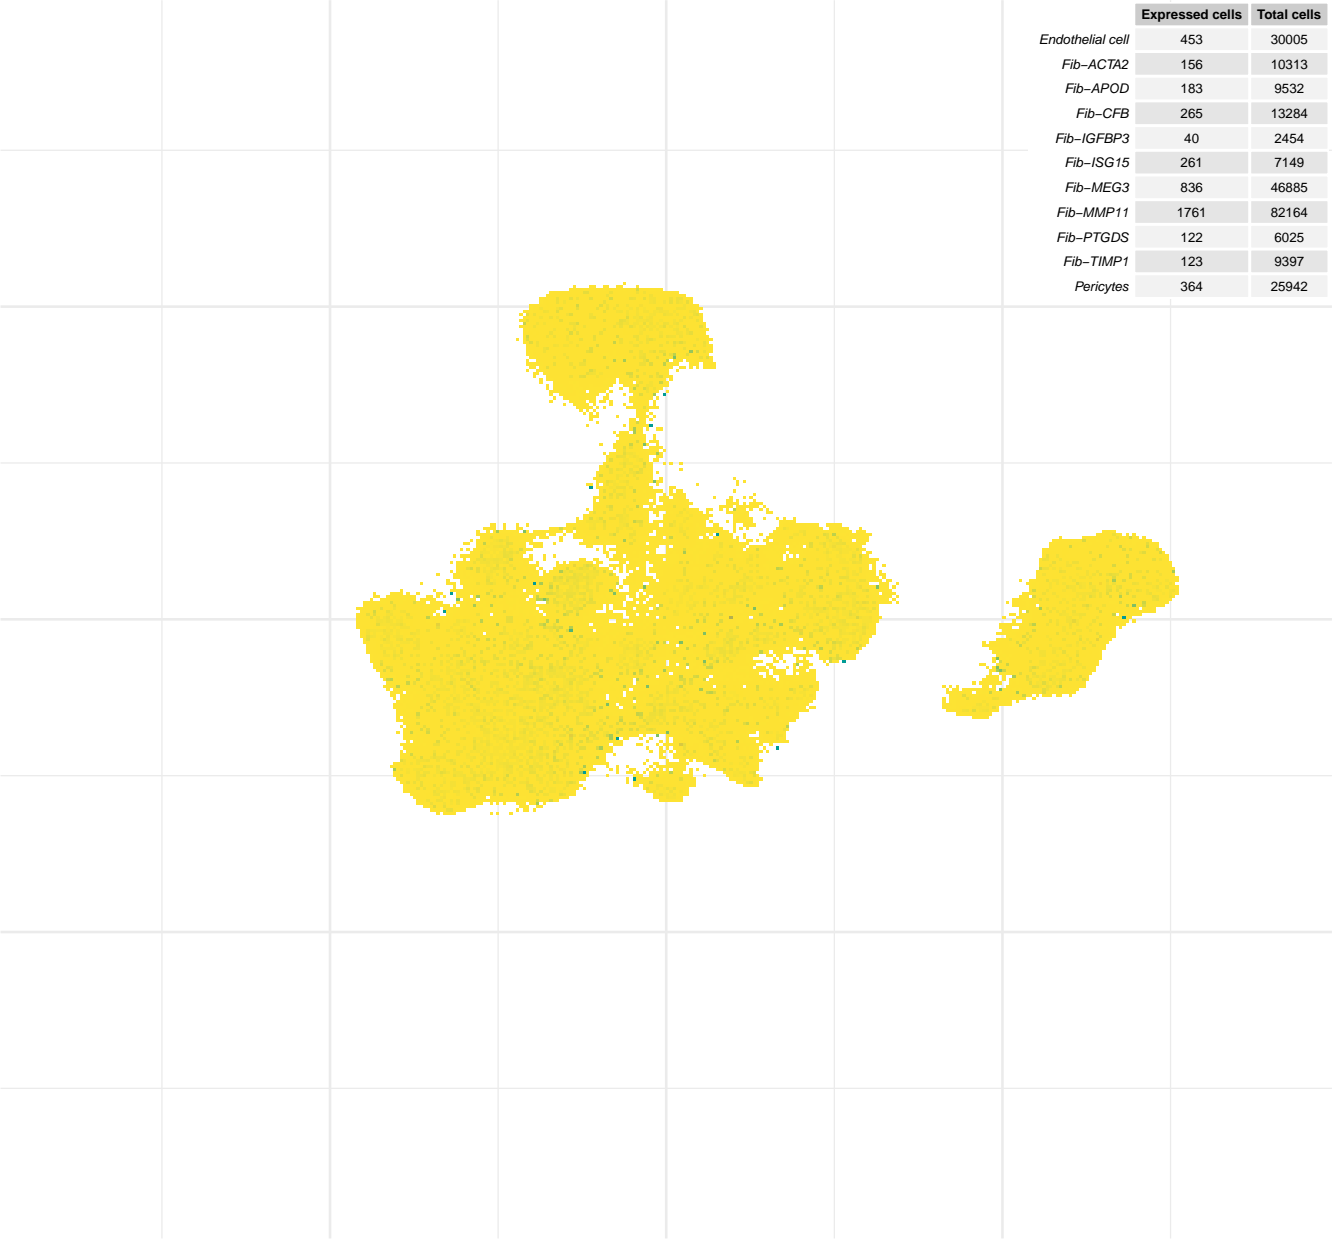 Expressed cells Total cells
Endothelial cell 453 30005
Fib−ACTA2 156 10313
Fib−APOD 183 9532
Fib−CFB 265 13284
Fib−IGFBP3 40 2454
Fib−ISG15 261 7149
Fib−MEG3 836 46885
Fib−MMP11 1761 82164
Fib−PTGDS 122 6025
Fib−TIMP1 123 9397
Pericytes 364 25942